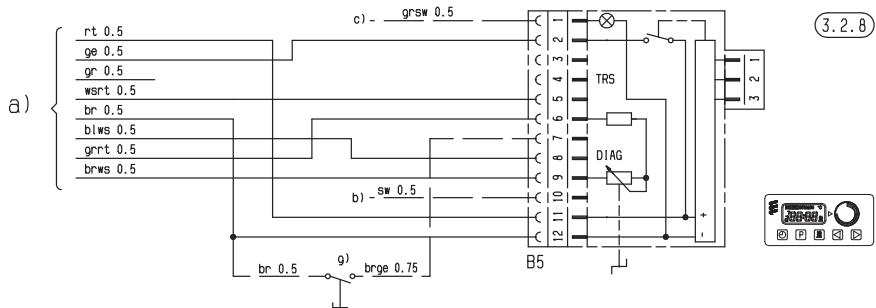 c) grsw 0.5
3.2.8
a)
rt 0.5
ge 0.5
gr 0.5
wsrt 0.5
br 0.5
blws 0.5
grrt 0.5
brws 0.5
b) sw 0.5
1
2
3
4
5
6
7
8
9
10
11
12
TRS
DIAG
+
-
1
2
3
B5
g)
br 0.5
brge 0.75
P